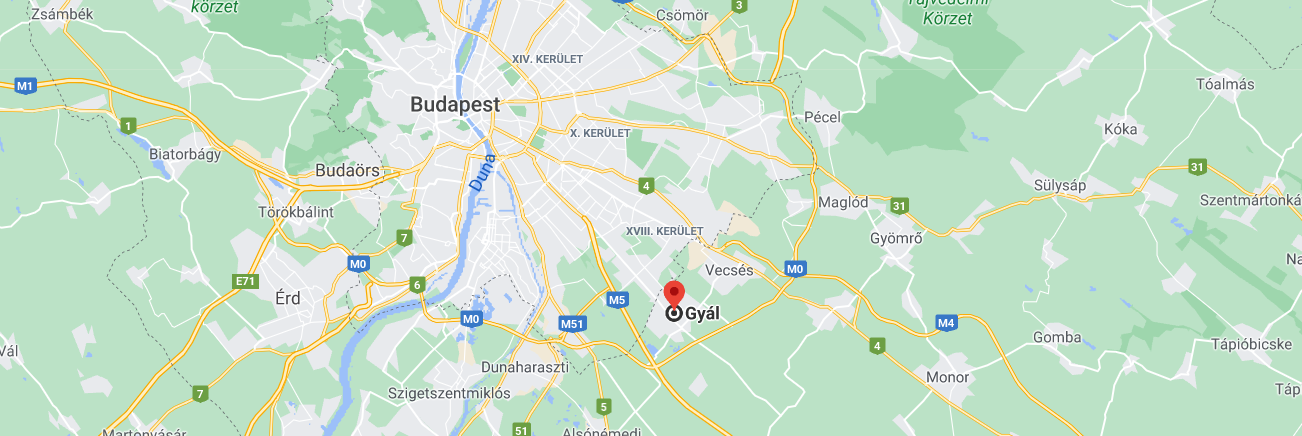 Zsámbék
körzet
Csömör
3
Tájvédelmi
Körzet
XIV. KERÜLET
M1
Tóalmás
Budapest
Pécel
1
X. KERÜLET
Kóka
Biatorbágy
Budaörs
Duna
31
4
Sülysáp
Maglód
31
Szentmártonká
Törökbálint
XVIII. KERÜLET
7
Gyömrő
M0
Vecsés
M0
Na
E71
6
Érd
M5
Gyál
M0
M51
M4
Gomba
4
Tápióbicske
Vál
Dunaharaszti
Monor
7
Szigetszentmiklós
Táp
5
51
Martonvásár
Alsónémedi